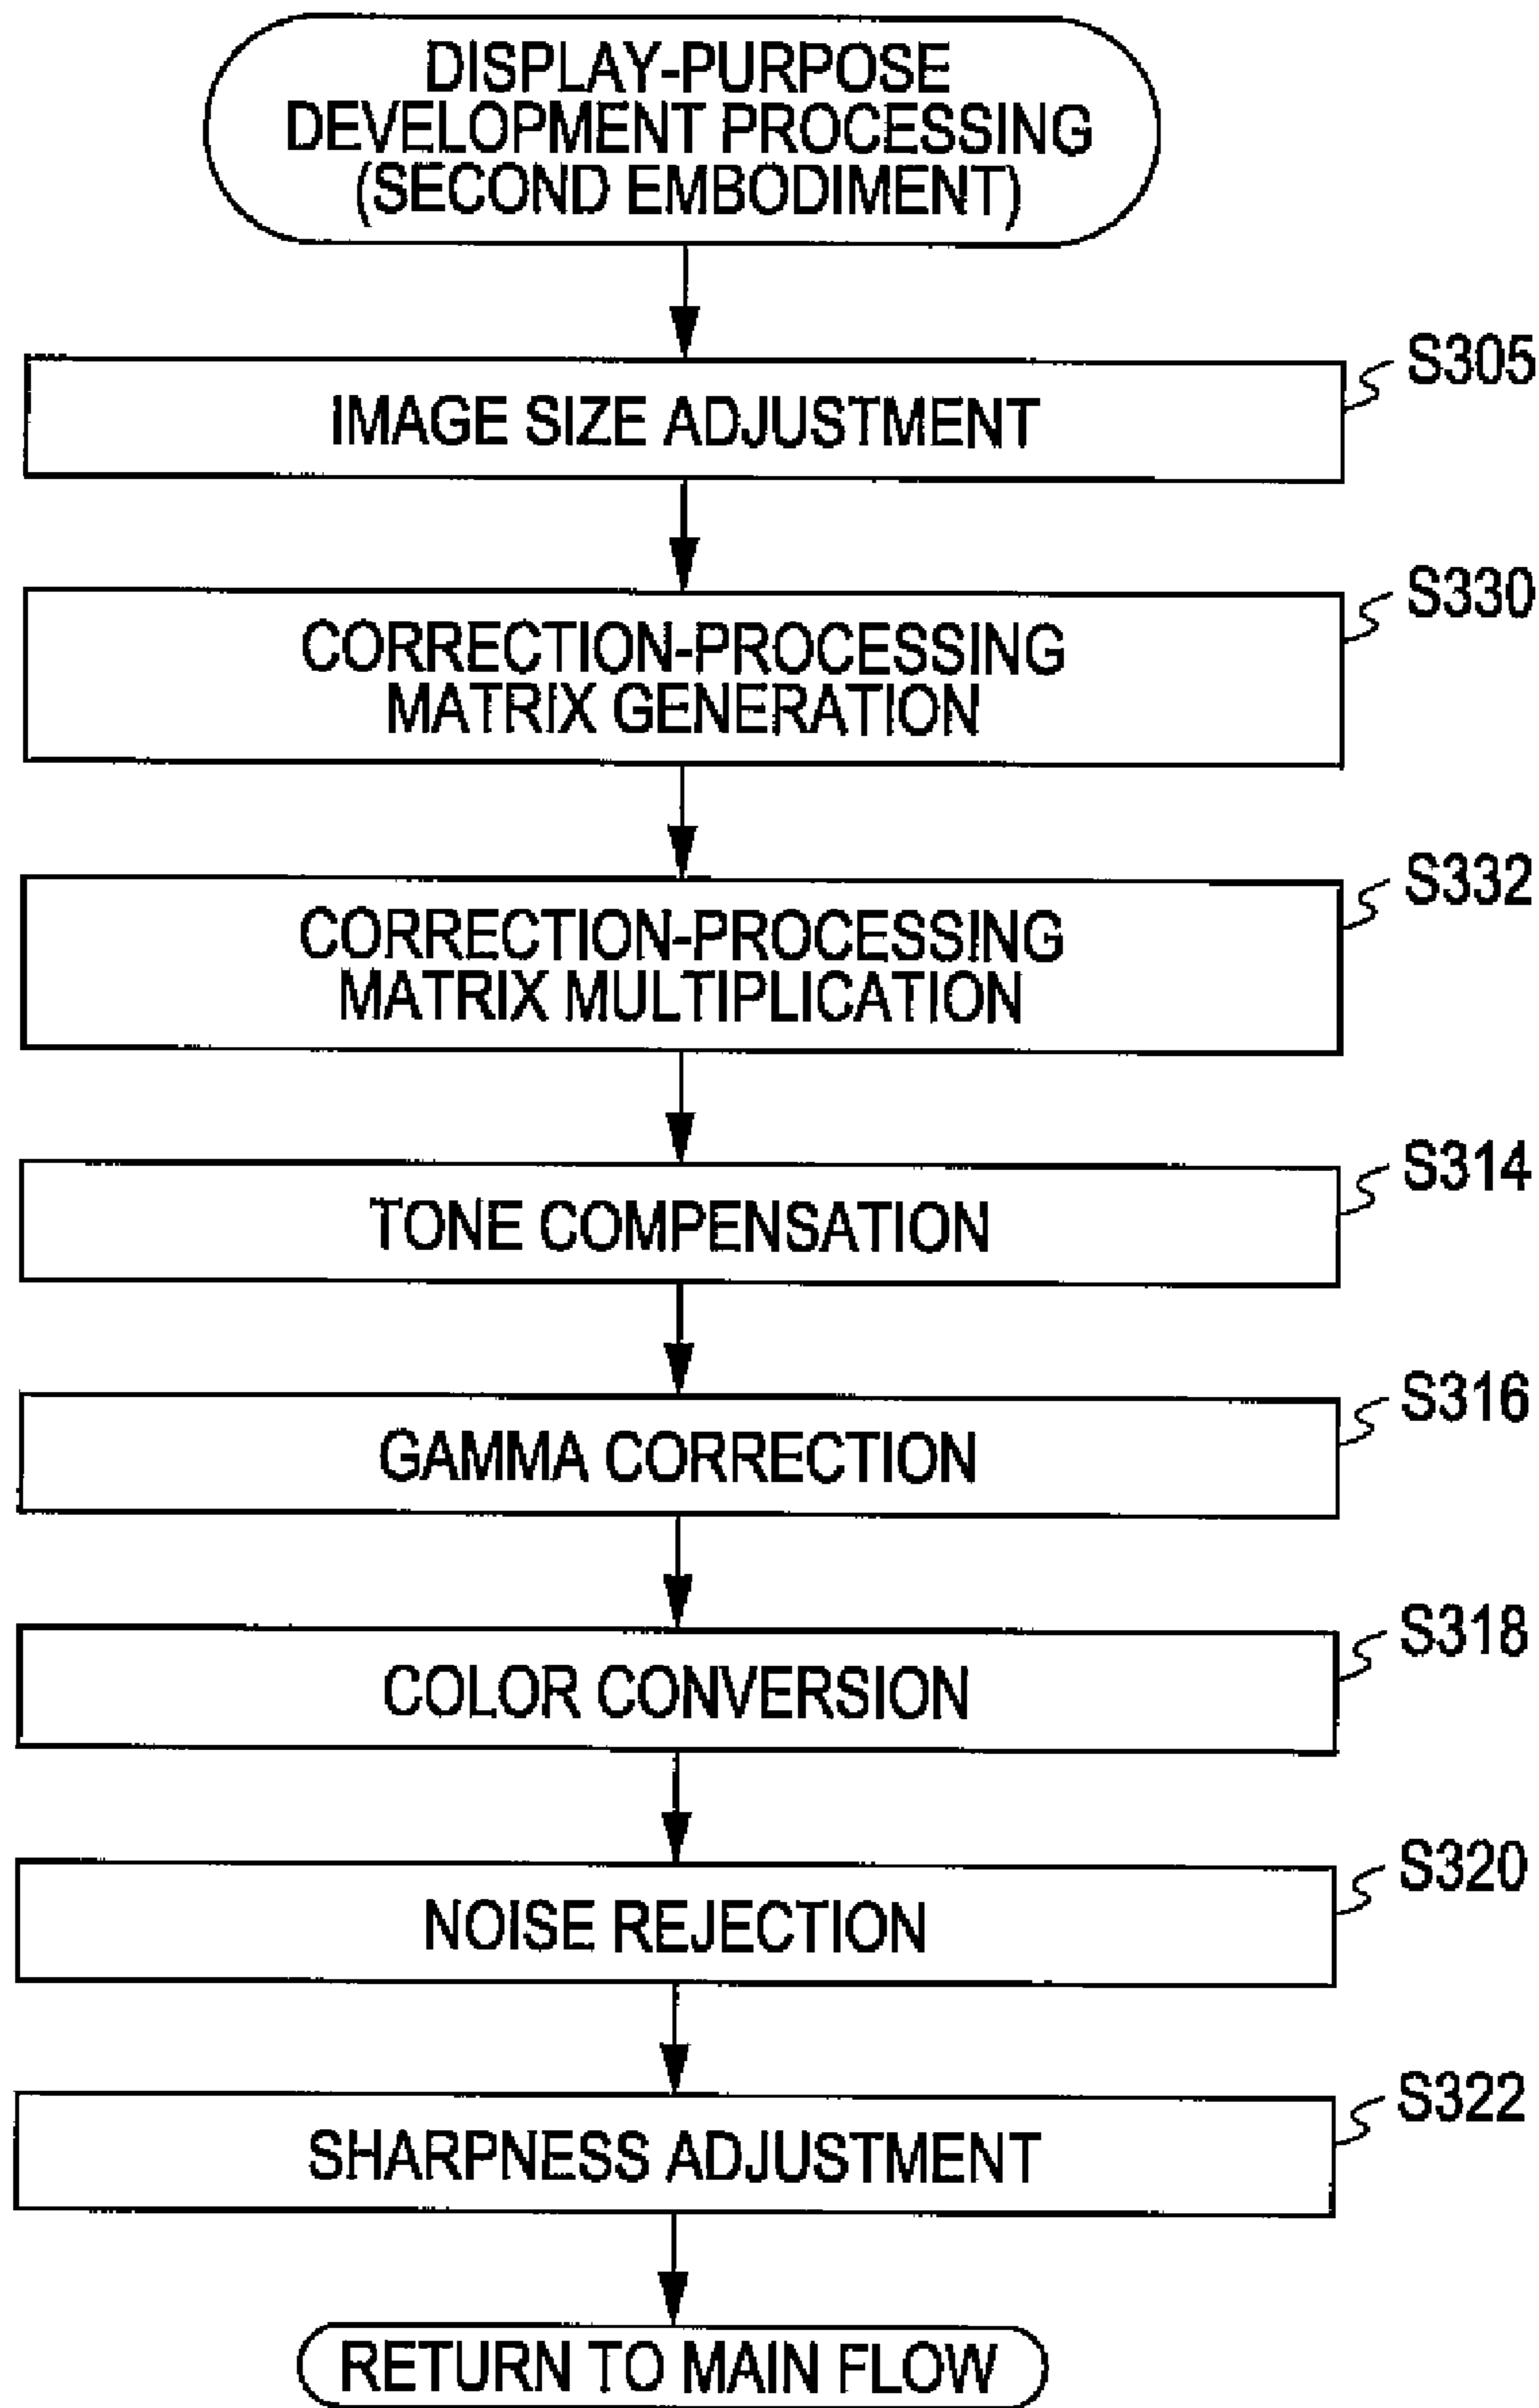 DISPLAY-PURPOSE
DEVELOPMENT PROCESSING
(SECOND EMBODIMENT)
S305
IMAGE SIZE ADJUSTMENT
S330
CORRECTION-PROCESSING
MATRIX GENERATION
S332
CORRECTION-PROCESSING
MATRIX MULTIPLICATION
S314
TONE COMPENSATION
S316
GAMMA CORRECTION
S318
COLOR CONVERSION
S320
NOISE REJECTION
S322
SHARPNESS ADJUSTMENT
RETURN TO MAIN FLOW